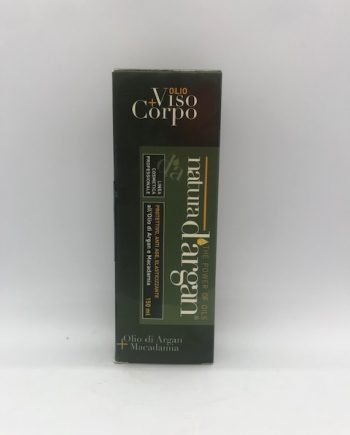 OLIO
Viso
+
Corpo
naturad'argan
THE POWER OF OILS
LINEA
COSMETICA
PROFESSIONALE
PROTETTIVO, ANTI AGE, ELASTICIZZANTE
all'Olio di Argan e Macadamia
150 ml
Olio di Argan
+ Macadamia